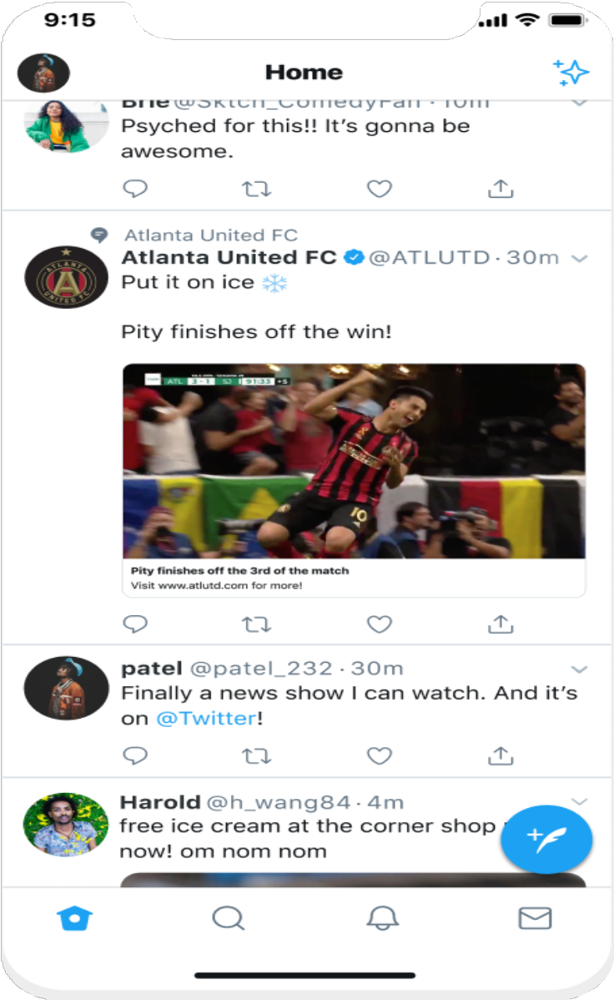 9:15
Home
Brie @Sktch_ComedyFan · 10m
Psyched for this!! It’s gonna be
awesome.
Atlanta United FC
Atlanta United FC @ATLUTD · 30m
Put it on ice ❄️
Pity finishes off the win!
ATLANTA
UNITED FC
A
ATL 3 - 1 SJ 91:33 +5
10
Pity finishes off the 3rd of the match
Visit www.atlutd.com for more!
patel @patel_232 · 30m
Finally a news show I can watch. And it’s
on @Twitter!
Harold @h_wang84 · 4m
free ice cream at the corner shop
now! om nom nom